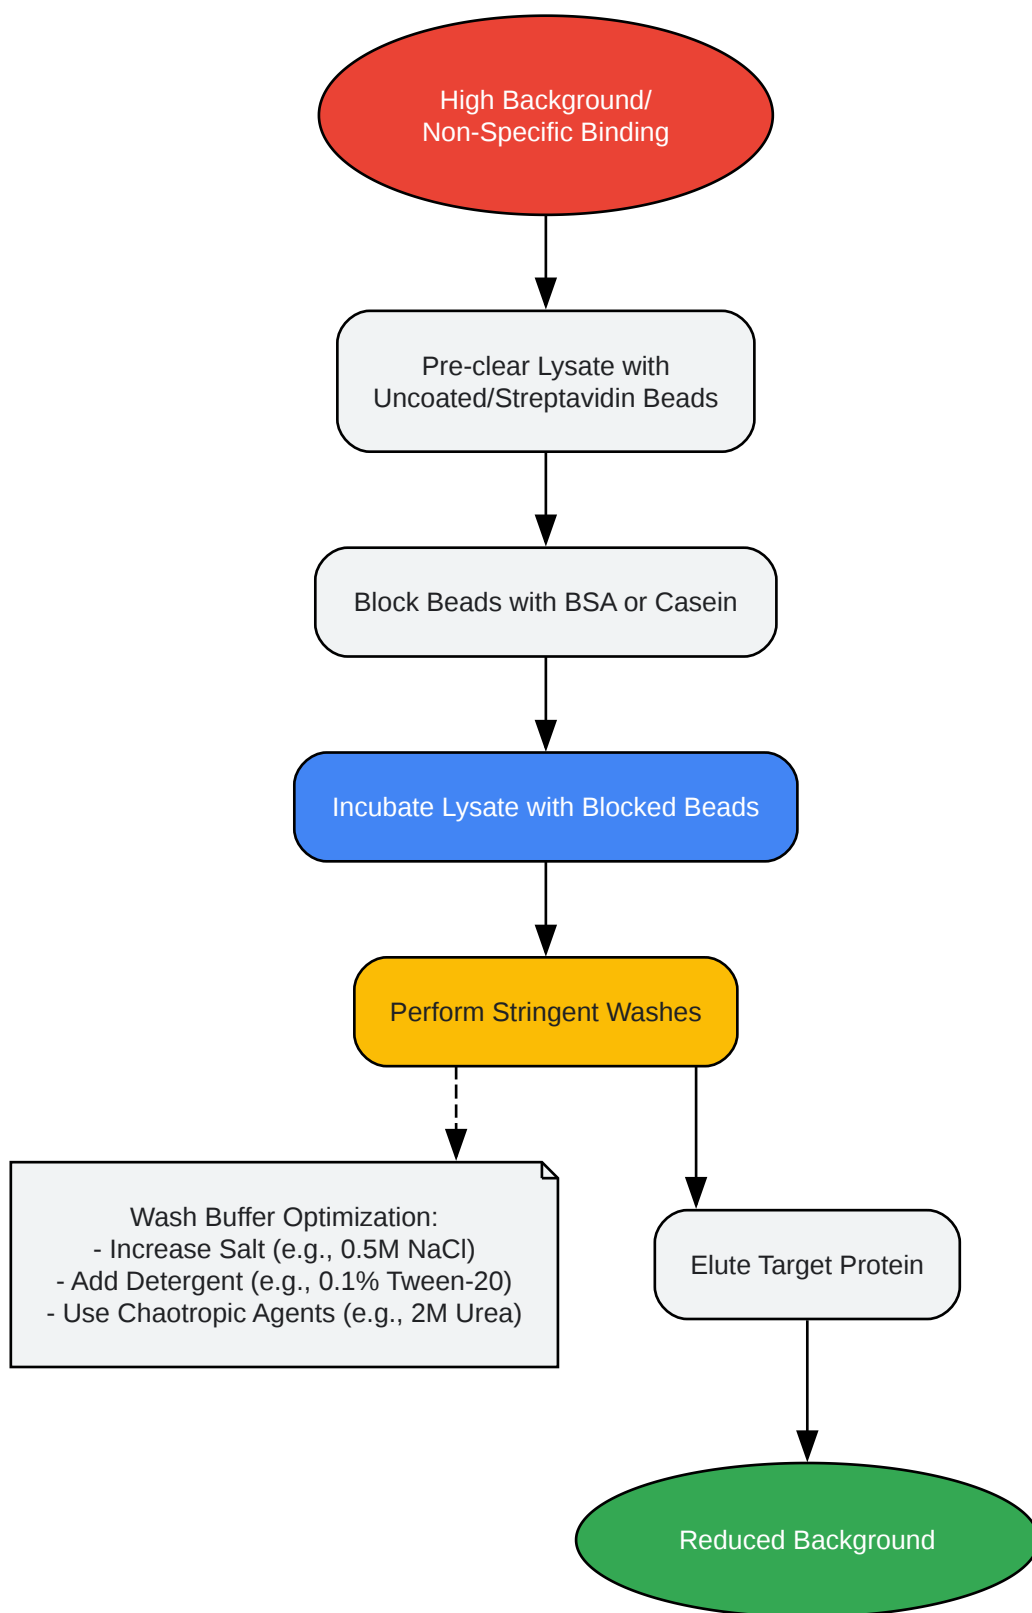 High Background/
Non-Specific Binding
Pre-clear Lysate with
Uncoated/Streptavidin Beads
Block Beads with BSA or Casein
Incubate Lysate with Blocked Beads
Perform Stringent Washes
Wash Buffer Optimization:
- Increase Salt (e.g., 0.5M NaCl)
- Add Detergent (e.g., 0.1% Tween-20)
- Use Chaotropic Agents (e.g., 2M Urea)
Elute Target Protein
Reduced Background